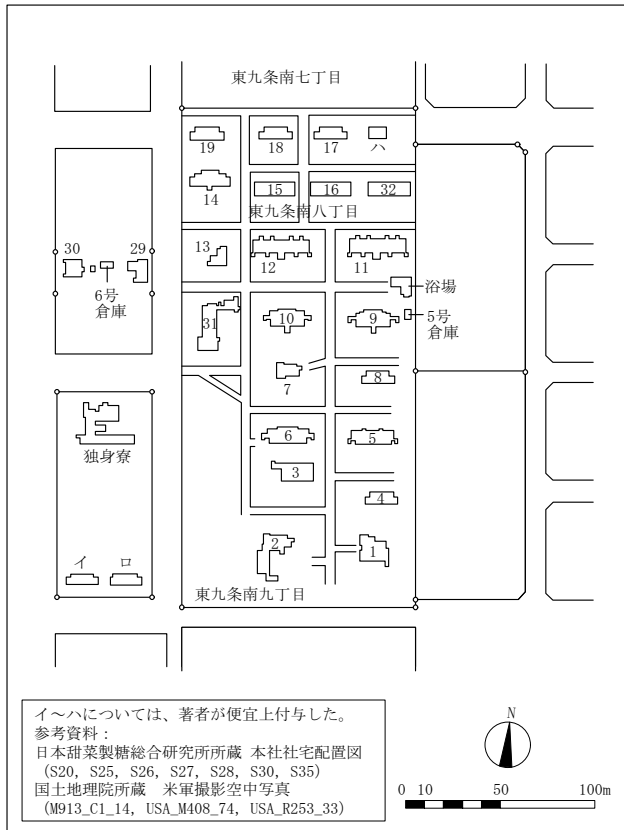 東九条南七丁目
19
18
17
ハ
14
15
16
32
東九条南八丁目
30
29
6号
倉庫
13
12
11
浴場
31
10
9
5号
倉庫
7
8
独身寮
6
5
3
4
2
1
イ
ロ
東九条南九丁目
イ～ハについては、著者が便宜上付与した。
参考資料：
日本甜菜製糖総合研究所所蔵 本社社宅配置図
(S20, S25, S26, S27, S28, S30, S35)
国土地理院所蔵 米軍撮影空中写真
(M913_C1_14, USA_M408_74, USA_R253_33)
N
0 10 50 100m